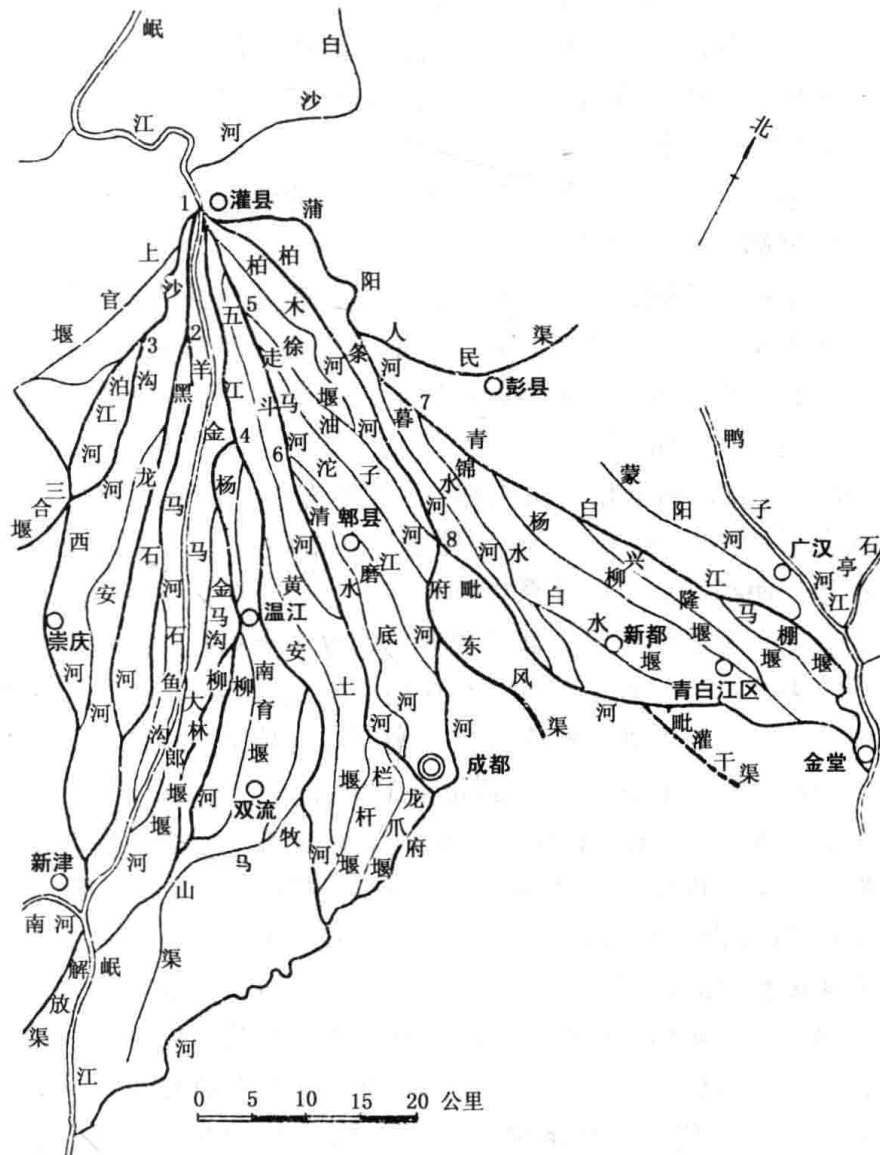 岷江
白沙河
北
1
灌县
蒲阳河
上官堰
沙沟河
3
泊江河
2
黑石河
羊马河
金马河
五
江
5
走马河
徐堰河
柏木河
柏条河
人民渠
彭县
7
青白江
鸭子河
石亭江
蒙阳河
广汉
斗
6
油子河
沱江河
暮
水
河
锦水河
4
杨柳河
三合堰
西河
龙安河
崇庆
石鱼沟
金马沟
温江
郫县
清水河
磨底河
8
府河
毗河
东风渠
杨柳堰
兴隆堰
马棚堰
白水堰
新都
青白江区
金堂
毗灌干渠
黄
安
河
土
堰
柳
南育堰
大
郎
堰
林
河
堰
双流
成都
栏杆堰
龙爪堰
府河
牧马山渠
新津
南河
解放渠
岷江
0 5 10 15 20 公里